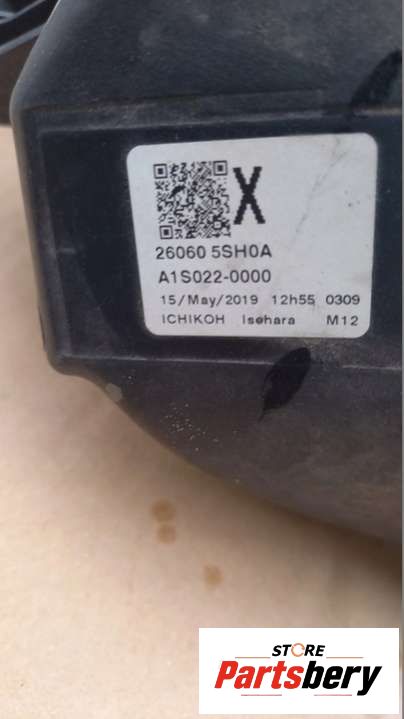 X
26060 5SH0A
A1S022-0000
15/May/2019 12h55 0309
ICHIKOH Isehara M12
STORE
Partsbery